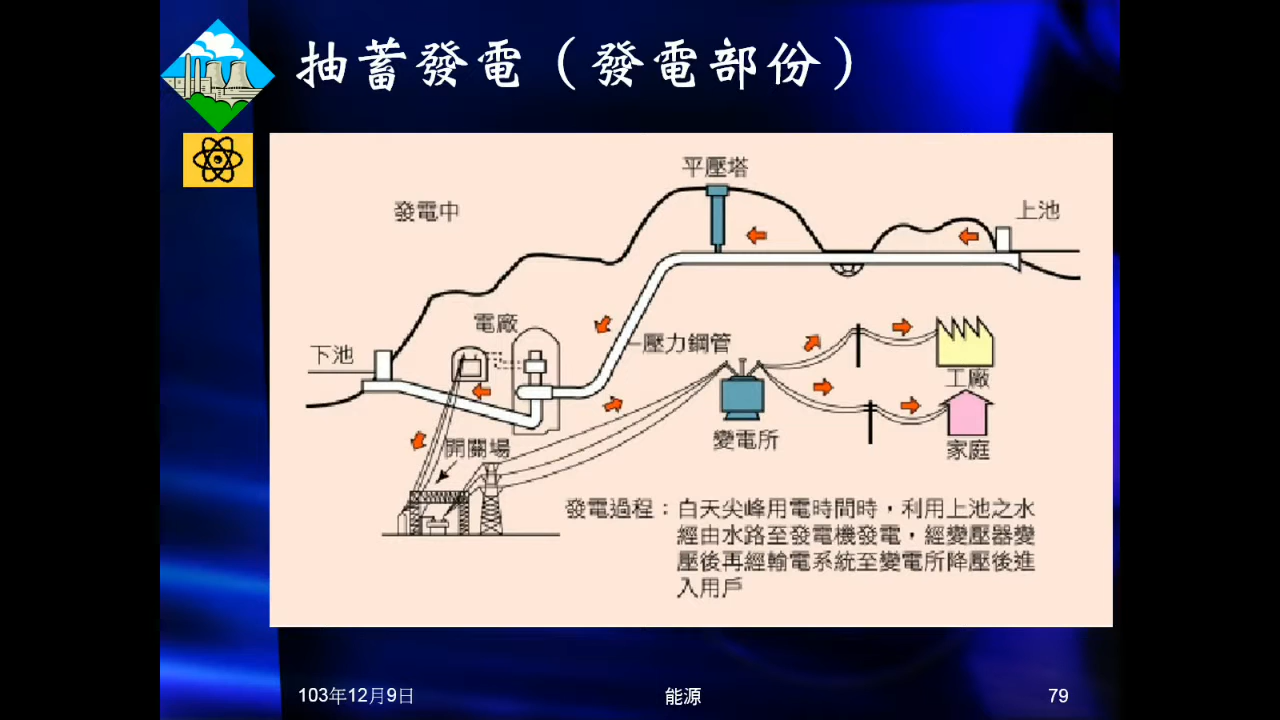 抽蓄發電（發電部份）
平壓塔
發電中
上池
電廠
下池
壓力鋼管
工廠
開關場
變電所
家庭
發電過程：白天尖峰用電時間時，利用上池之水
經由水路至發電機發電，經變壓器變
壓後再經輸電系統至變電所降壓後進
入用戶
103年12月9日
能源
79